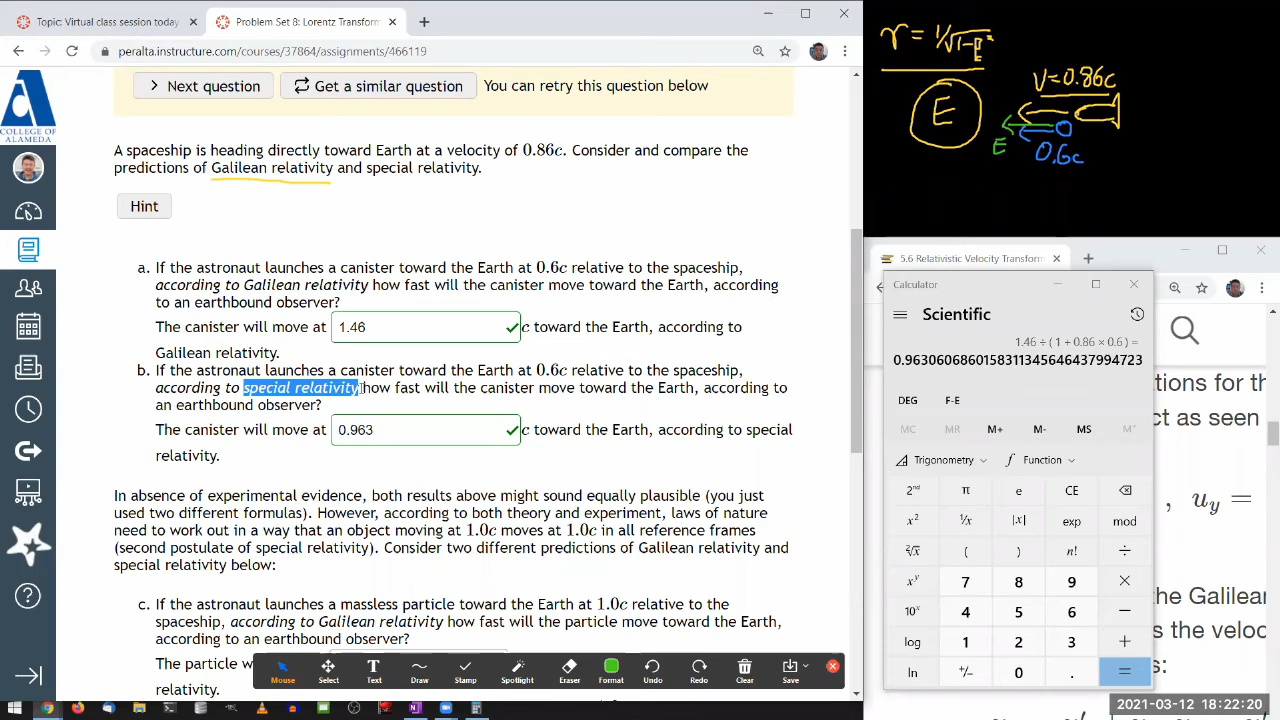 Topic: Virtual class session today
Problem Set 8: Lorentz Transform
peralta.instructure.com/courses/37864/assignments/466119
COLLEGE OF
ALAMEDA
Next question
Get a similar question
You can retry this question below
A spaceship is heading directly toward Earth at a velocity of 0.86c. Consider and compare the
predictions of Galilean relativity and special relativity.
Hint
a. If the astronaut launches a canister toward the Earth at 0.6c relative to the spaceship,
according to Galilean relativity how fast will the canister move toward the Earth, according
to an earthbound observer?
The canister will move at 1.46 c toward the Earth, according to
Galilean relativity.
b. If the astronaut launches a canister toward the Earth at 0.6c relative to the spaceship,
according to special relativity how fast will the canister move toward the Earth, according to
an earthbound observer?
The canister will move at 0.963 c toward the Earth, according to special
relativity.
In absence of experimental evidence, both results above might sound equally plausible (you just
used two different formulas). However, according to both theory and experiment, laws of nature
need to work out in a way that an object moving at 1.0c moves at 1.0c in all reference frames
(second postulate of special relativity). Consider two different predictions of Galilean relativity and
special relativity below:
c. If the astronaut launches a massless particle toward the Earth at 1.0c relative to the
spaceship, according to Galilean relativity how fast will the particle move toward the Earth,
according to an earthbound observer?
The particle w
relativity.
Mouse Select Text Draw Stamp Spotlight Eraser Format Undo Redo Clear Save
E
V=0.86c
E
0.6c
5.6 Relativistic Velocity Transform
Calculator
Scientific
1.46 ÷ ( 1 + 0.86 × 0.6 ) =
0.96306068601583113456464379947 23
DEG F-E
MC MR M+ M- MS M˅
Trigonometry Function
2ⁿᵈ π e CE
x² ¹/x |x| exp mod
²√x ( ) n! ÷
xʸ 7 8 9 ×
10ˣ 4 5 6 −
log 1 2 3 +
ln +/− 0 . =
tions for th
ct as seen
, u_y =
the Galilear
s the veloc
s:
2021-03-12 18:22:20